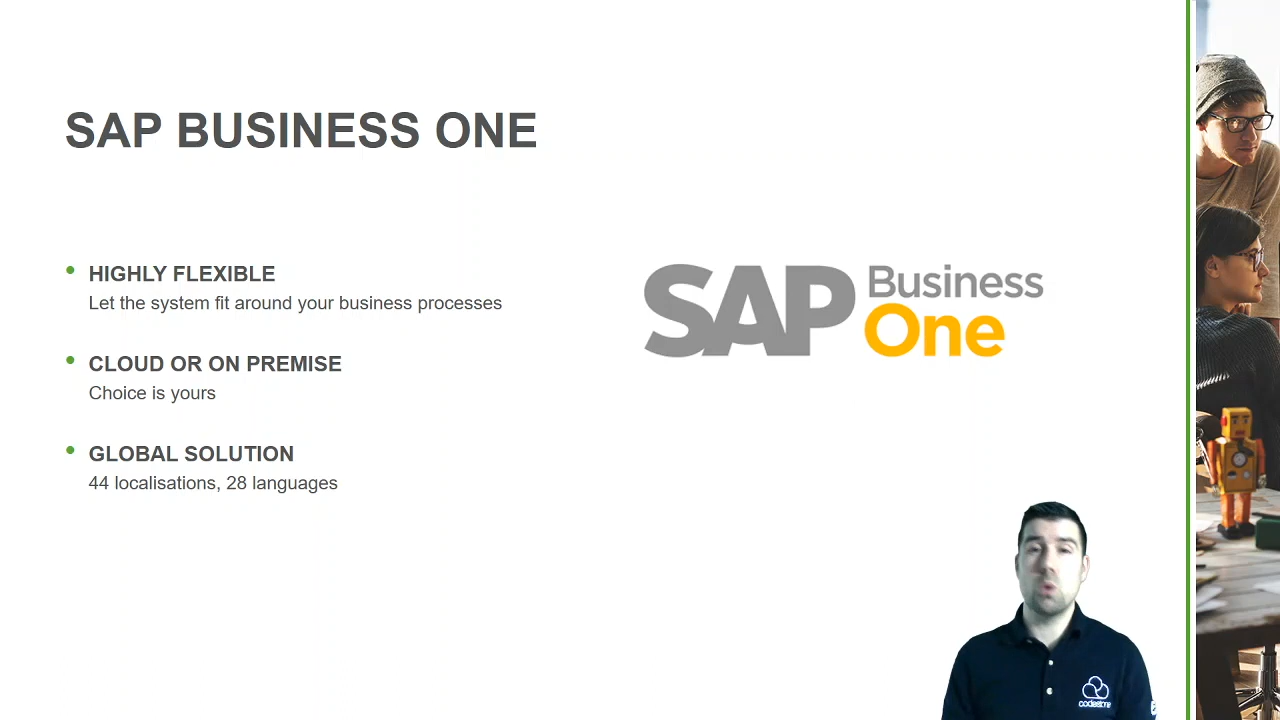 SAP BUSINESS ONE
HIGHLY FLEXIBLE
Let the system fit around your business processes
CLOUD OR ON PREMISE
Choice is yours
GLOBAL SOLUTION
44 localisations, 28 languages
SAP Business
One